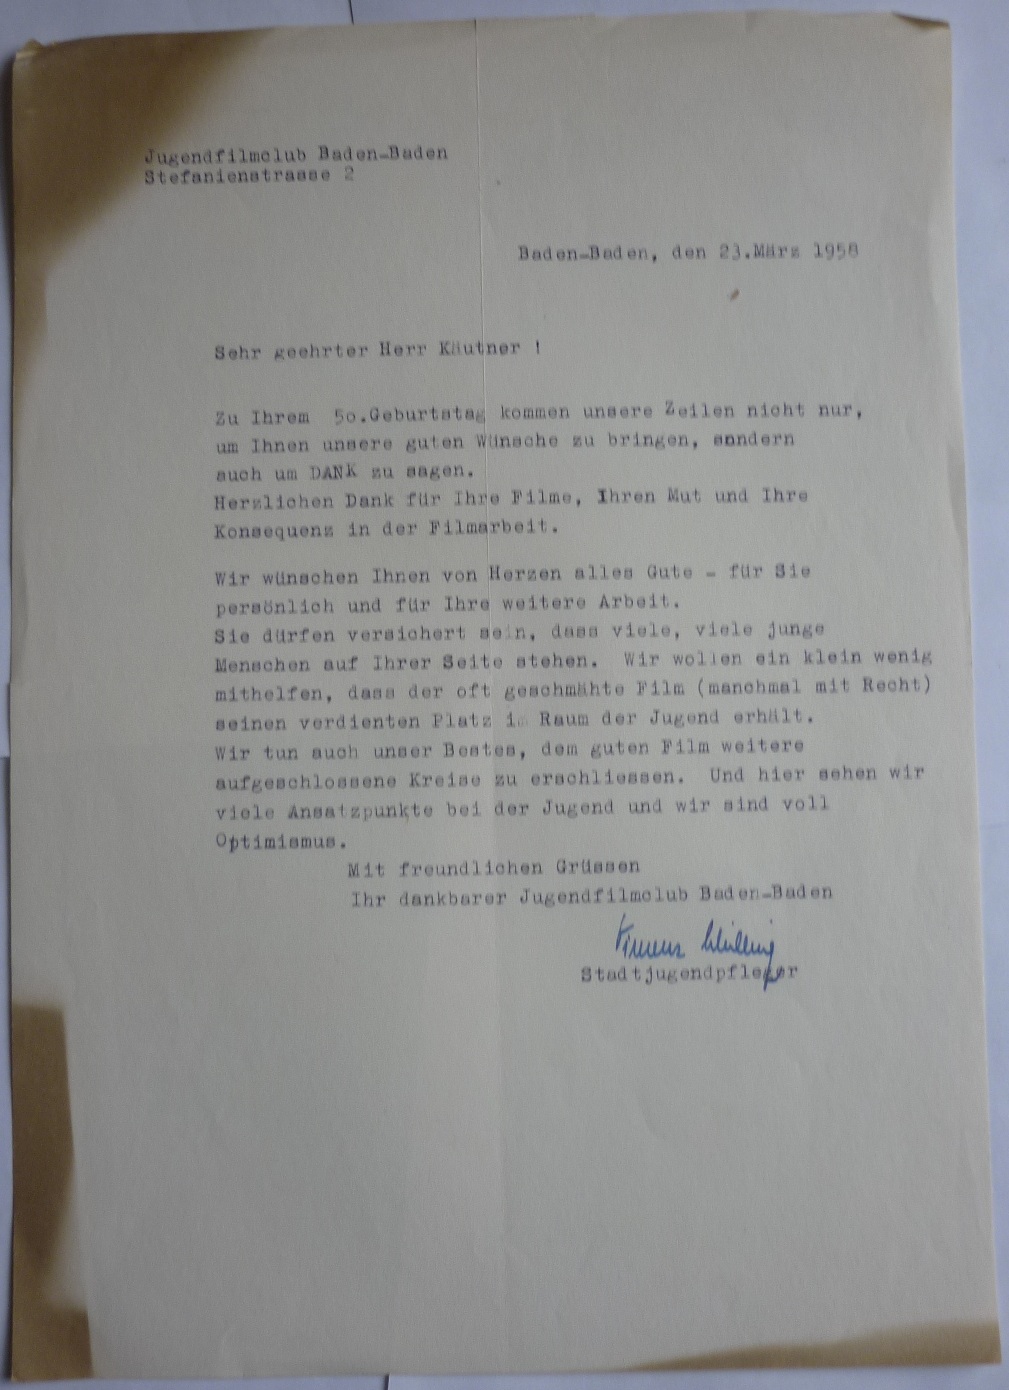 Jugendfilmclub Baden-Baden
Stefanienstrasse 2
Baden-Baden, den 23.März 1958
Sehr geehrter Herr Käutner !
Zu Ihrem 5o.Geburtstag kommen unsere Zeilen nicht nur,
um Ihnen unsere guten Wünsche zu bringen, sondern
auch um DANK zu sagen.
Herzlichen Dank für Ihre Filme, Ihren Mut und Ihre
Konsequenz in der Filmarbeit.
Wir wünschen Ihnen von Herzen alles Gute - für Sie
persönlich und für Ihre weitere Arbeit.
Sie dürfen versichert sein, dass viele, viele junge
Menschen auf Ihrer Seite stehen. Wir wollen ein klein wenig
mithelfen, dass der oft geschmähte Film (manchmal mit Recht)
seinen verdienten Platz im Raum der Jugend erhält.
Wir tun auch unser Bestes, dem guten Film weitere
aufgeschlossene Kreise zu erschliessen. Und hier sehen wir
viele Ansatzpunkte bei der Jugend und wir sind voll
Optimismus.
Mit freundlichen Grüssen
Ihr dankbarer Jugendfilmclub Baden-Baden
Stadtjugendpfleger